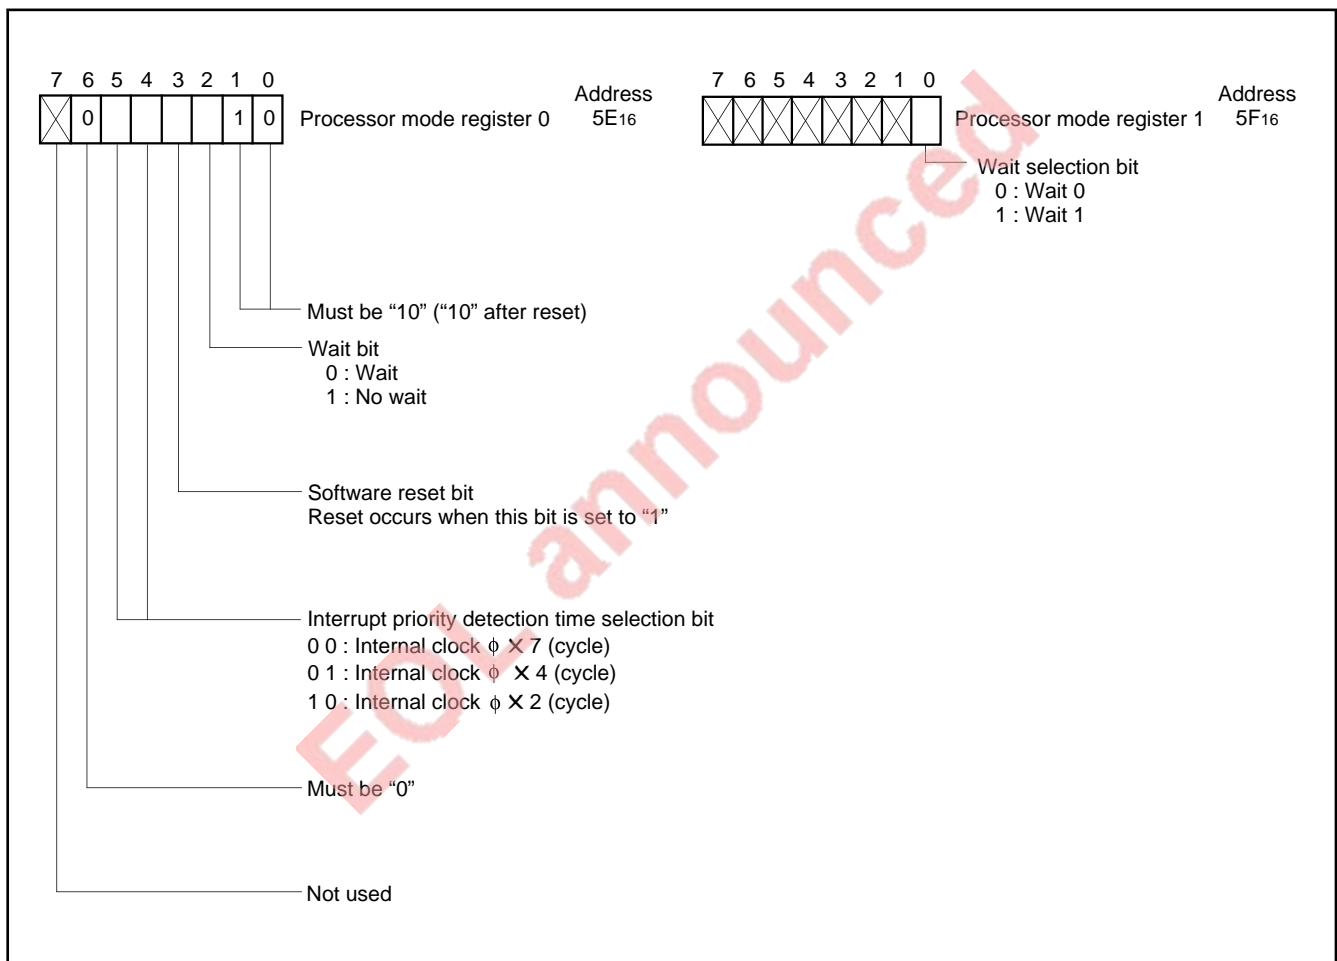 7 6 5 4 3 2 1 0
0 1 0 Processor mode register 0
Address
5E16
7 6 5 4 3 2 1 0
Processor mode register 1
Address
5F16
Wait selection bit
0 : Wait 0
1 : Wait 1
Must be “10” (“10” after reset)
Wait bit
0 : Wait
1 : No wait
Software reset bit
Reset occurs when this bit is set to “1”
Interrupt priority detection time selection bit
0 0 : Internal clock ϕ × 7 (cycle)
0 1 : Internal clock ϕ × 4 (cycle)
1 0 : Internal clock ϕ × 2 (cycle)
Must be “0”
Not used
EOL announced